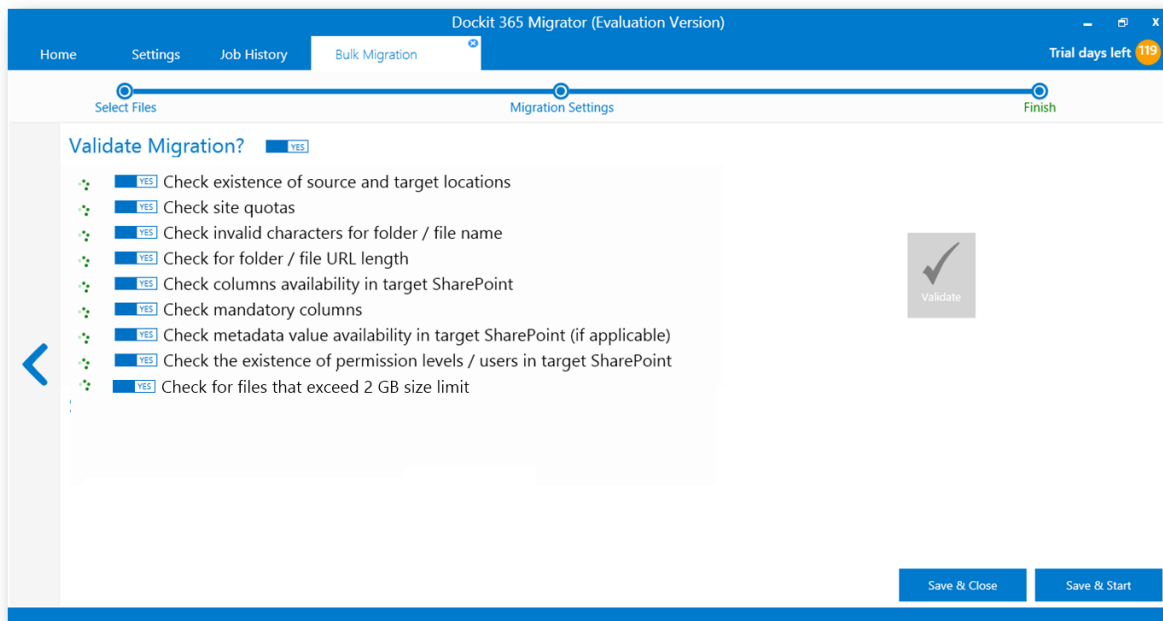 Dockit 365 Migrator (Evaluation Version)
Home Settings Job History Bulk Migration Trial days left 119
Select Files Migration Settings Finish
Validate Migration? YES
YES Check existence of source and target locations
YES Check site quotas
YES Check invalid characters for folder / file name
YES Check for folder / file URL length
YES Check columns availability in target SharePoint
YES Check mandatory columns
YES Check metadata value availability in target SharePoint (if applicable)
YES Check the existence of permission levels / users in target SharePoint
YES Check for files that exceed 2 GB size limit
Validate
Save & Close Save & Start